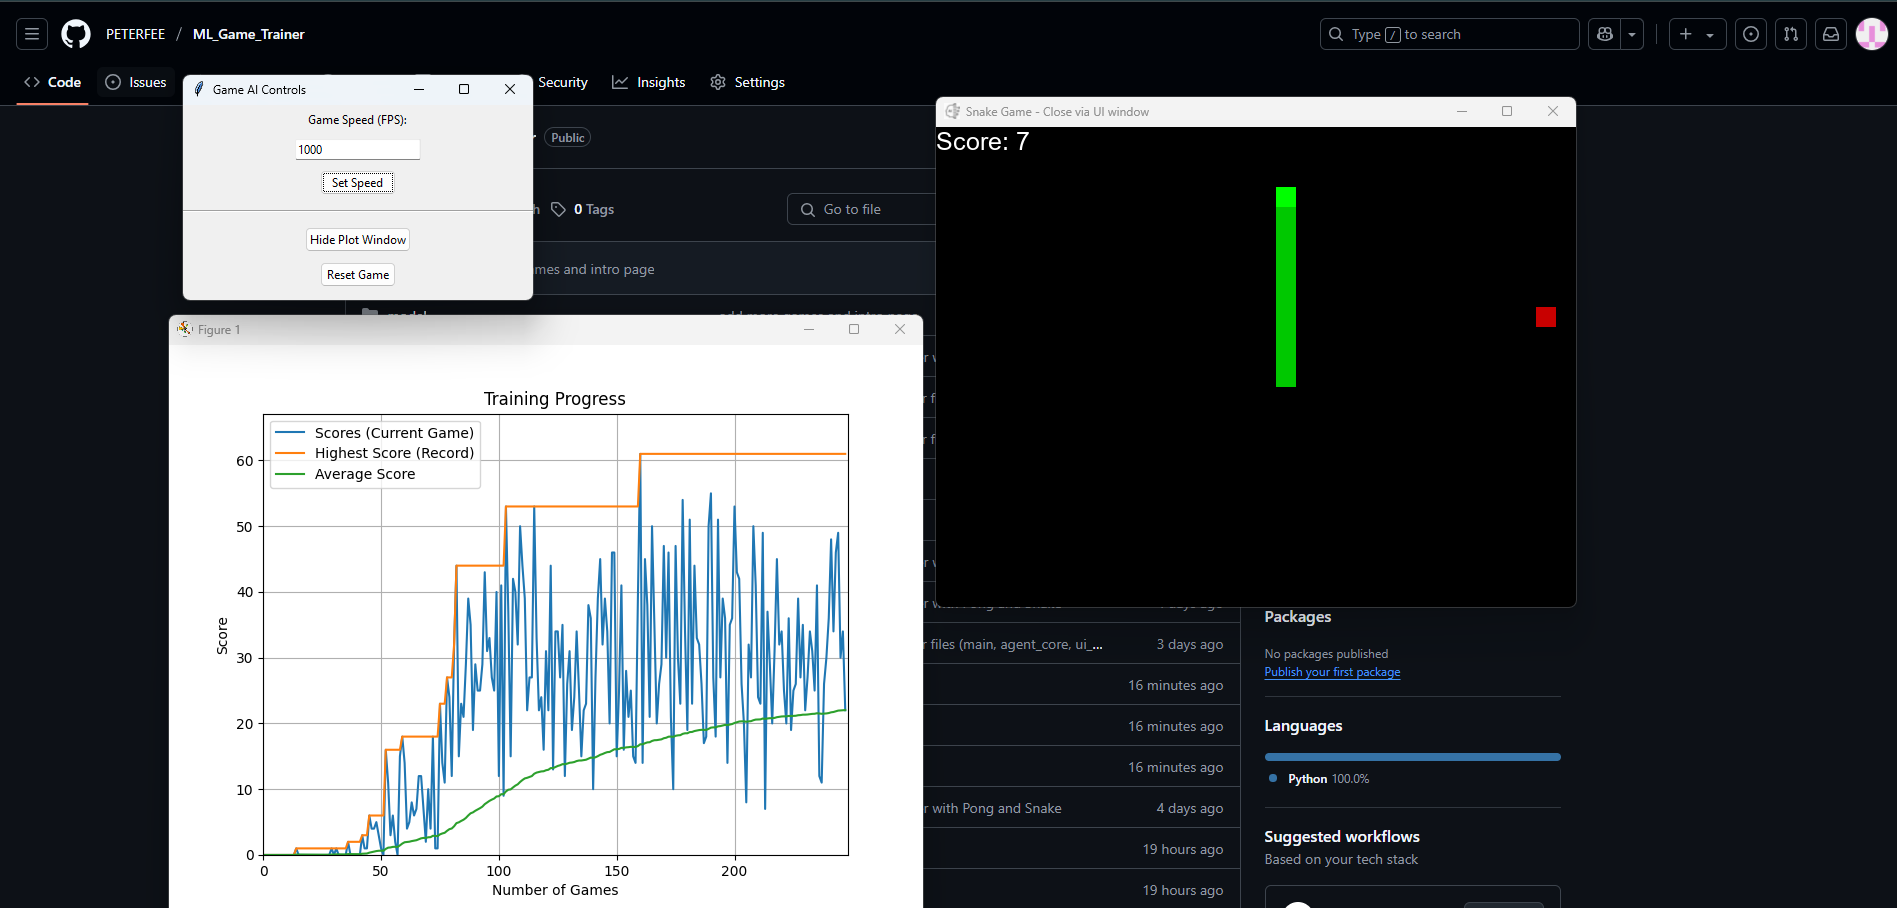 PETERFEE / ML_Game_Trainer
Type / to search
Code
Issues
Security
Insights
Settings
Game AI Controls
Game Speed (FPS):
1000
Set Speed
Hide Plot Window
Reset Game
Public
0 Tags
Go to file
mes and intro page
Snake Game - Close via UI window
Score: 7
Figure 1
Training Progress
Scores (Current Game)
Highest Score (Record)
Average Score
60
50
40
30
20
10
0
Score
0 50 100 150 200
Number of Games
r files (main, agent_core, ui_...
3 days ago
16 minutes ago
16 minutes ago
16 minutes ago
r with Pong and Snake
4 days ago
19 hours ago
19 hours ago
Packages
No packages published
Publish your first package
Languages
Python 100.0%
Suggested workflows
Based on your tech stack